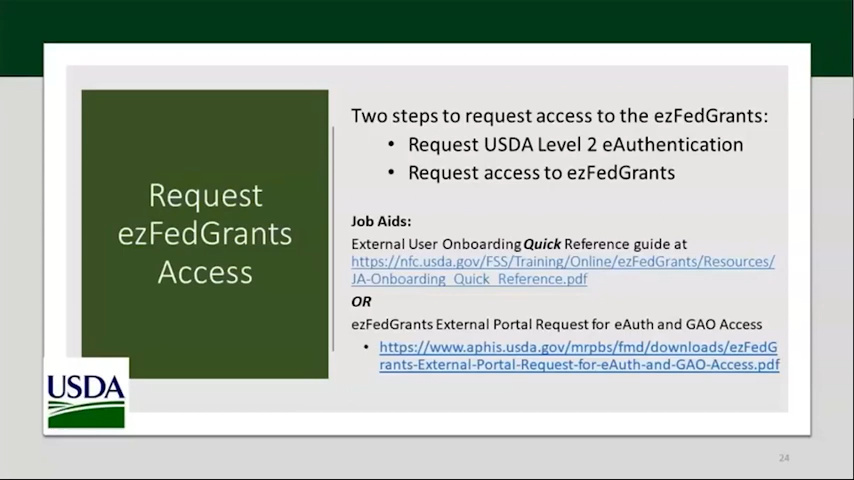 Request
ezFedGrants
Access
Two steps to request access to the ezFedGrants:
• Request USDA Level 2 eAuthentication
• Request access to ezFedGrants
Job Aids:
External User Onboarding Quick Reference guide at
https://nfc.usda.gov/FSS/Training/Online/ezFedGrants/Resources/
JA-Onboarding_Quick_Reference.pdf
OR
ezFedGrants External Portal Request for eAuth and GAO Access
• https://www.aphis.usda.gov/mrpbs/fmd/downloads/ezFedG
rants-External-Portal-Request-for-eAuth-and-GAO-Access.pdf
USDA
24